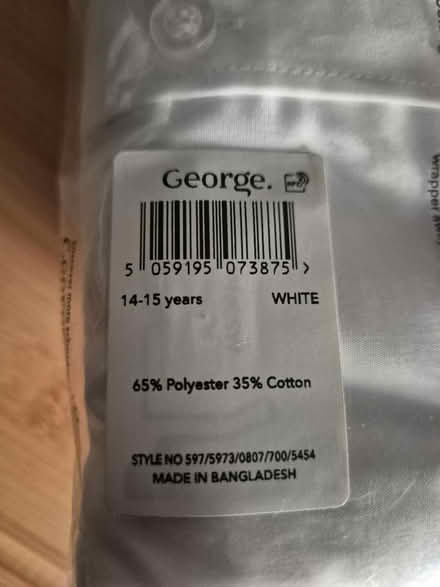 George.
5 059195 073875 >
14-15 years WHITE
65% Polyester 35% Cotton
STYLE NO 597/5973/0807/700/5454
MADE IN BANGLADESH
wrapper